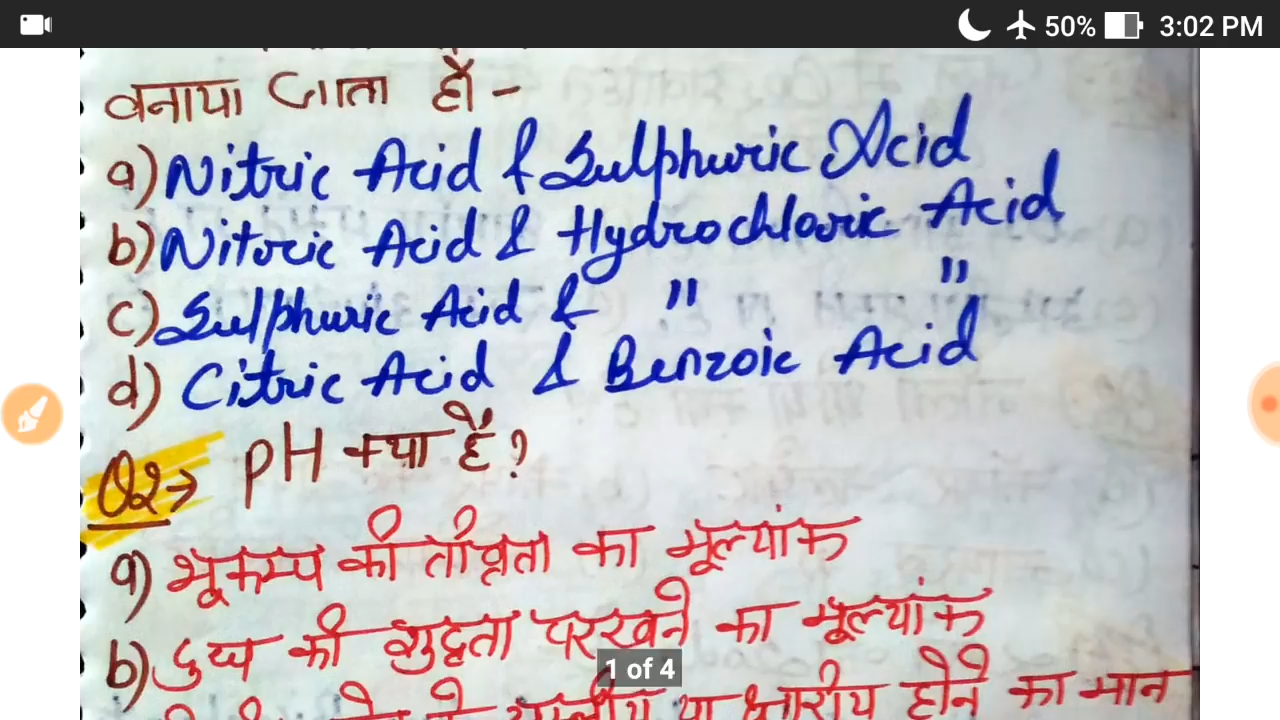 50% 3:02 PM
वनाया जाता है -
a) Nitric Acid & Sulphuric Acid
b) Nitric Acid & Hydrochloric Acid
c) Sulphuric Acid & " "
d) Citric Acid & Benzoic Acid
Q2→ pH क्या है?
a) भूकम्प की तीव्रता का मूल्यांक
b) दुग्ध की शुद्धता परखने का मूल्यांक
1 of 4
या क्षारीय होने का मान